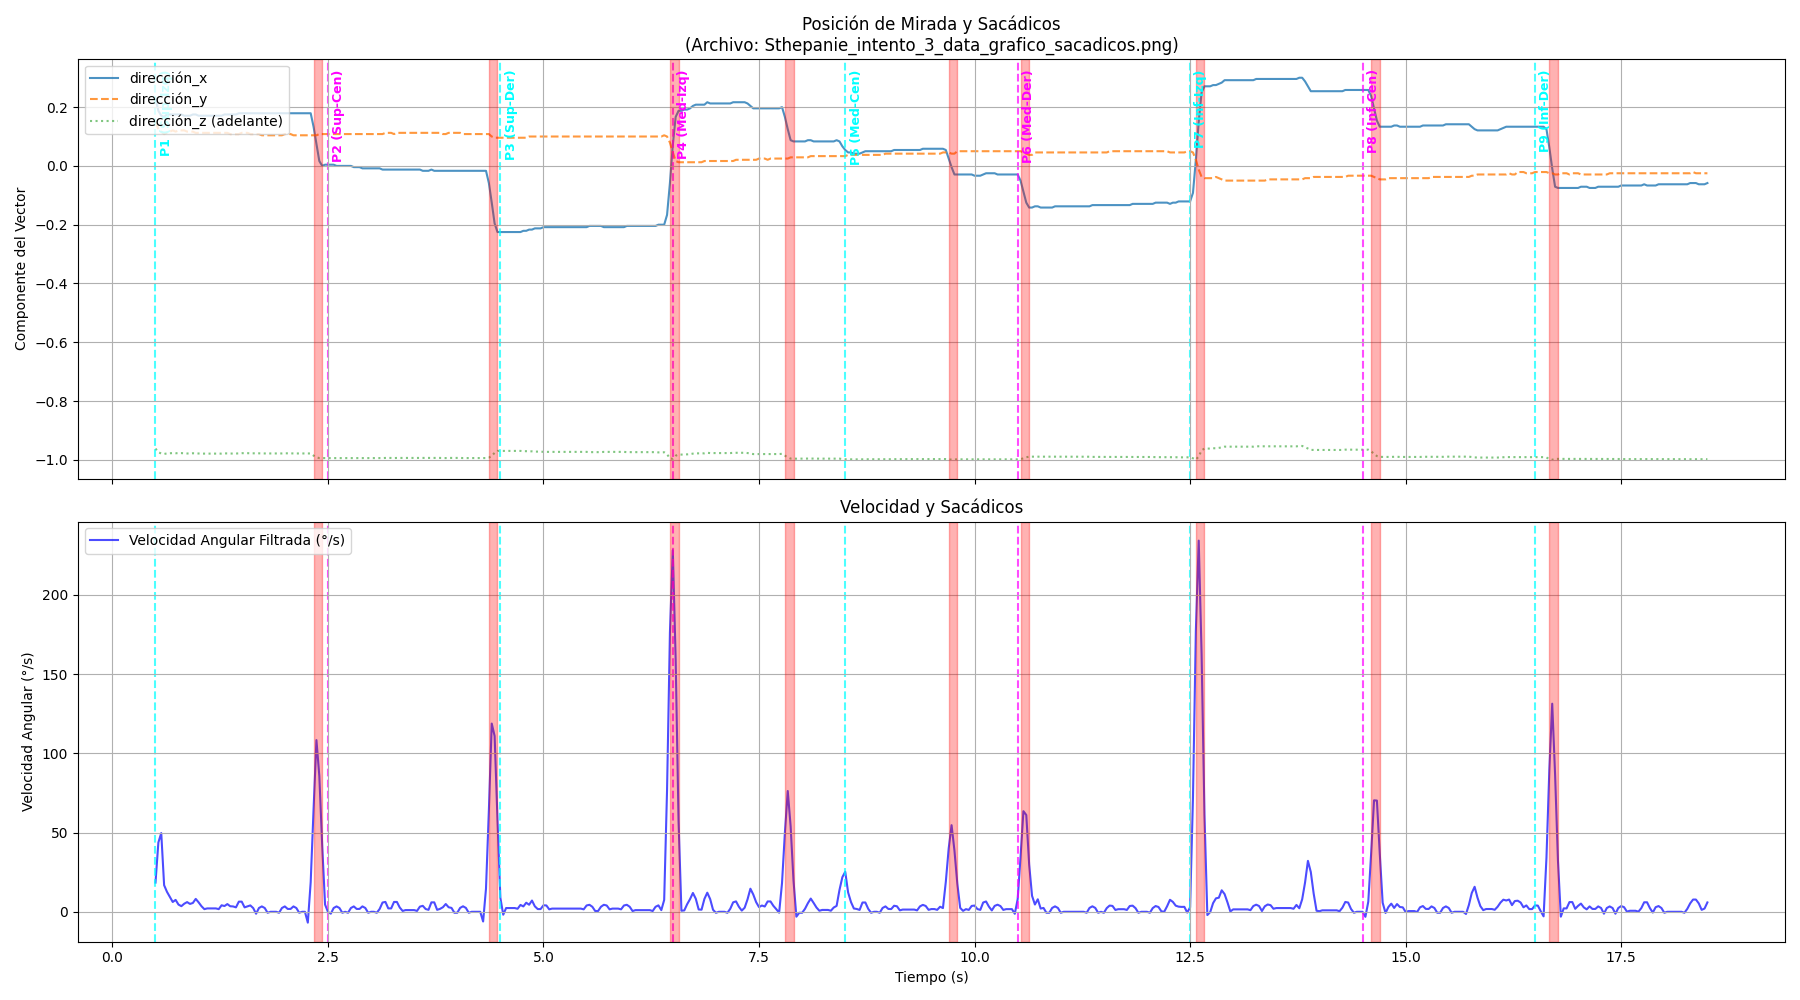 Posición de Mirada y Sacádicos
(Archivo: Sthepanie_intento_3_data_grafico_sacadicos.png)
dirección_x
dirección_y
dirección_z (adelante)
P1
P2 (Sup-Cen)
P3 (Sup-Der)
P4 (Med-Izq)
P5 (Med-Cen)
P6 (Med-Der)
P7 (Inf-Izq)
P8 (Inf-Cen)
P9 (Inf-Der)
Componente del Vector
0.2
0.0
−0.2
−0.4
−0.6
−0.8
−1.0
Velocidad y Sacádicos
Velocidad Angular Filtrada (°/s)
Velocidad Angular (°/s)
200
150
100
50
0
0.0 2.5 5.0 7.5 10.0 12.5 15.0 17.5
Tiempo (s)